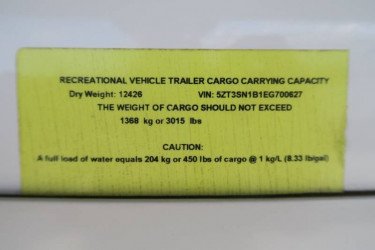 RECREATIONAL VEHICLE TRAILER CARGO CARRYING CAPACITY
Dry Weight: 12426 VIN: 5ZT3SN1B1EG700627
THE WEIGHT OF CARGO SHOULD NOT EXCEED
1368 kg or 3015 lbs
CAUTION:
A full load of water equals 204 kg or 450 lbs of cargo @ 1 kg/L (8.33 lb/gal)